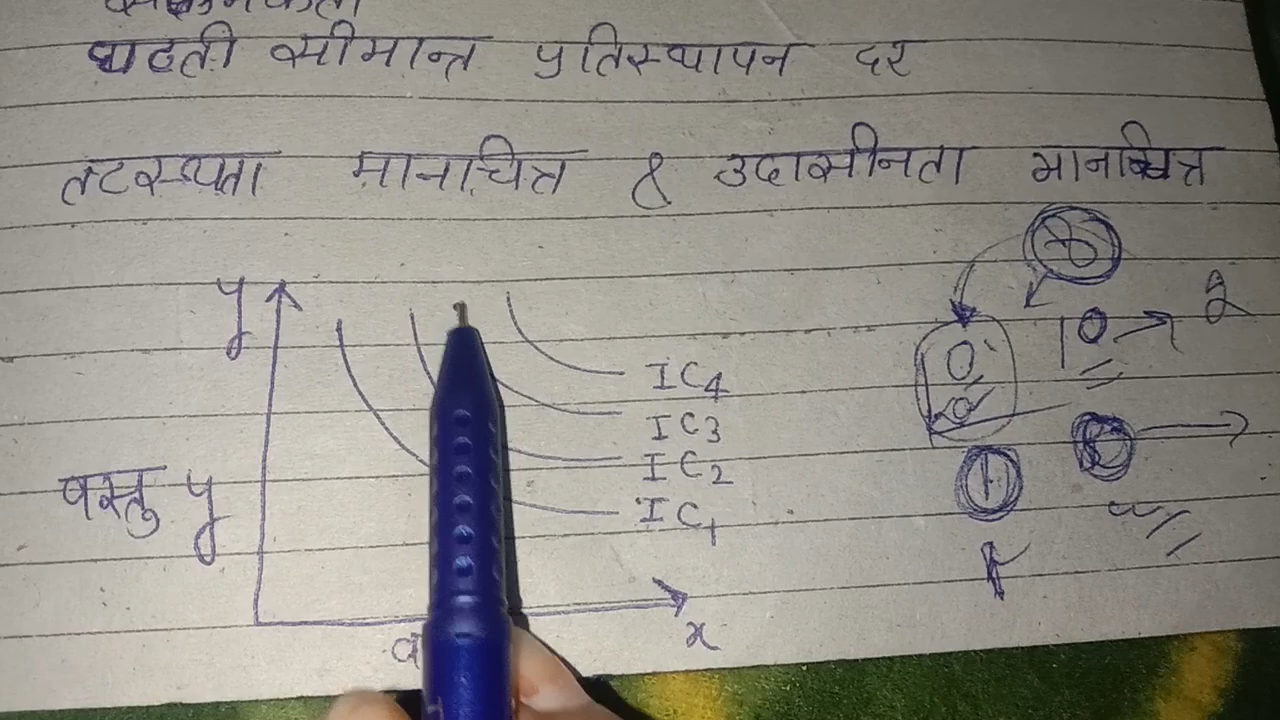 घटती सीमान्त प्रतिस्थापन दर
तटस्थता मानचित्र & उदासीनता मानचित्र
y
IC4
IC3
IC2
IC1
वस्तु y
x